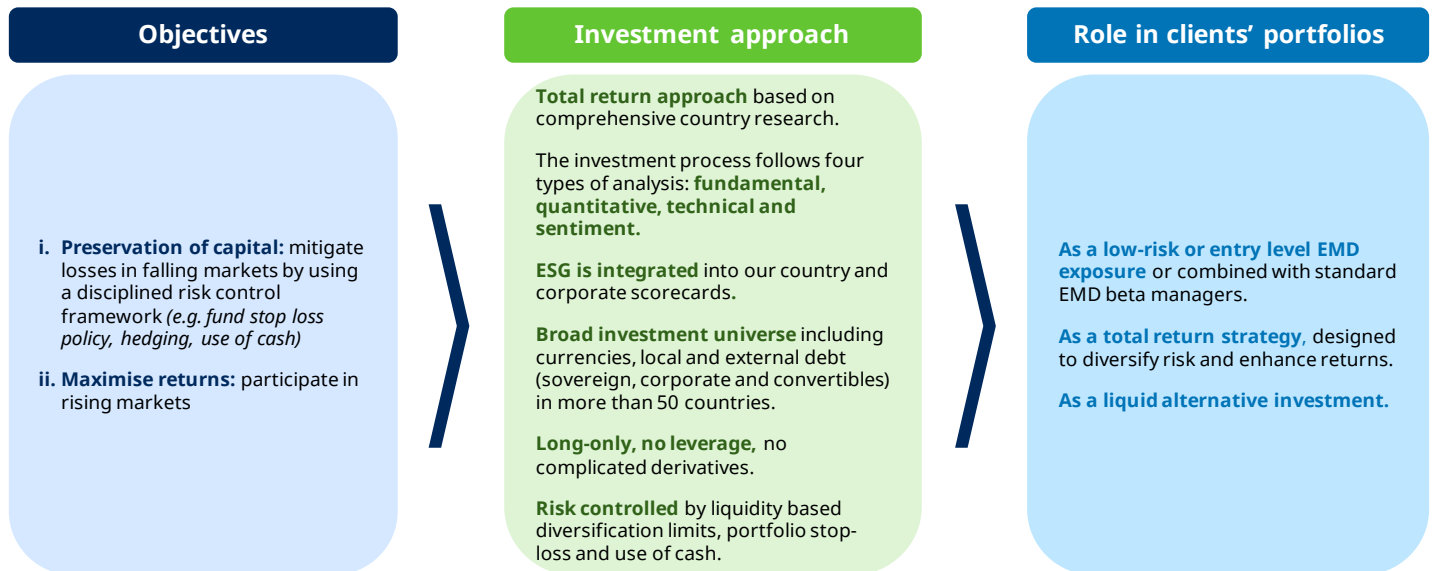 Objectives
i. Preservation of capital: mitigate
losses in falling markets by using
a disciplined risk control
framework (e.g. fund stop loss
policy, hedging, use of cash)
ii. Maximise returns: participate in
rising markets
Investment approach
Total return approach based on
comprehensive country research.
The investment process follows four
types of analysis: fundamental,
quantitative, technical and
sentiment.
ESG is integrated into our country and
corporate scorecards.
Broad investment universe including
currencies, local and external debt
(sovereign, corporate and convertibles)
in more than 50 countries.
Long-only, no leverage, no
complicated derivatives.
Risk controlled by liquidity based
diversification limits, portfolio stop-
loss and use of cash.
Role in clients’ portfolios
As a low-risk or entry level EMD
exposure or combined with standard
EMD beta managers.
As a total return strategy, designed
to diversify risk and enhance returns.
As a liquid alternative investment.